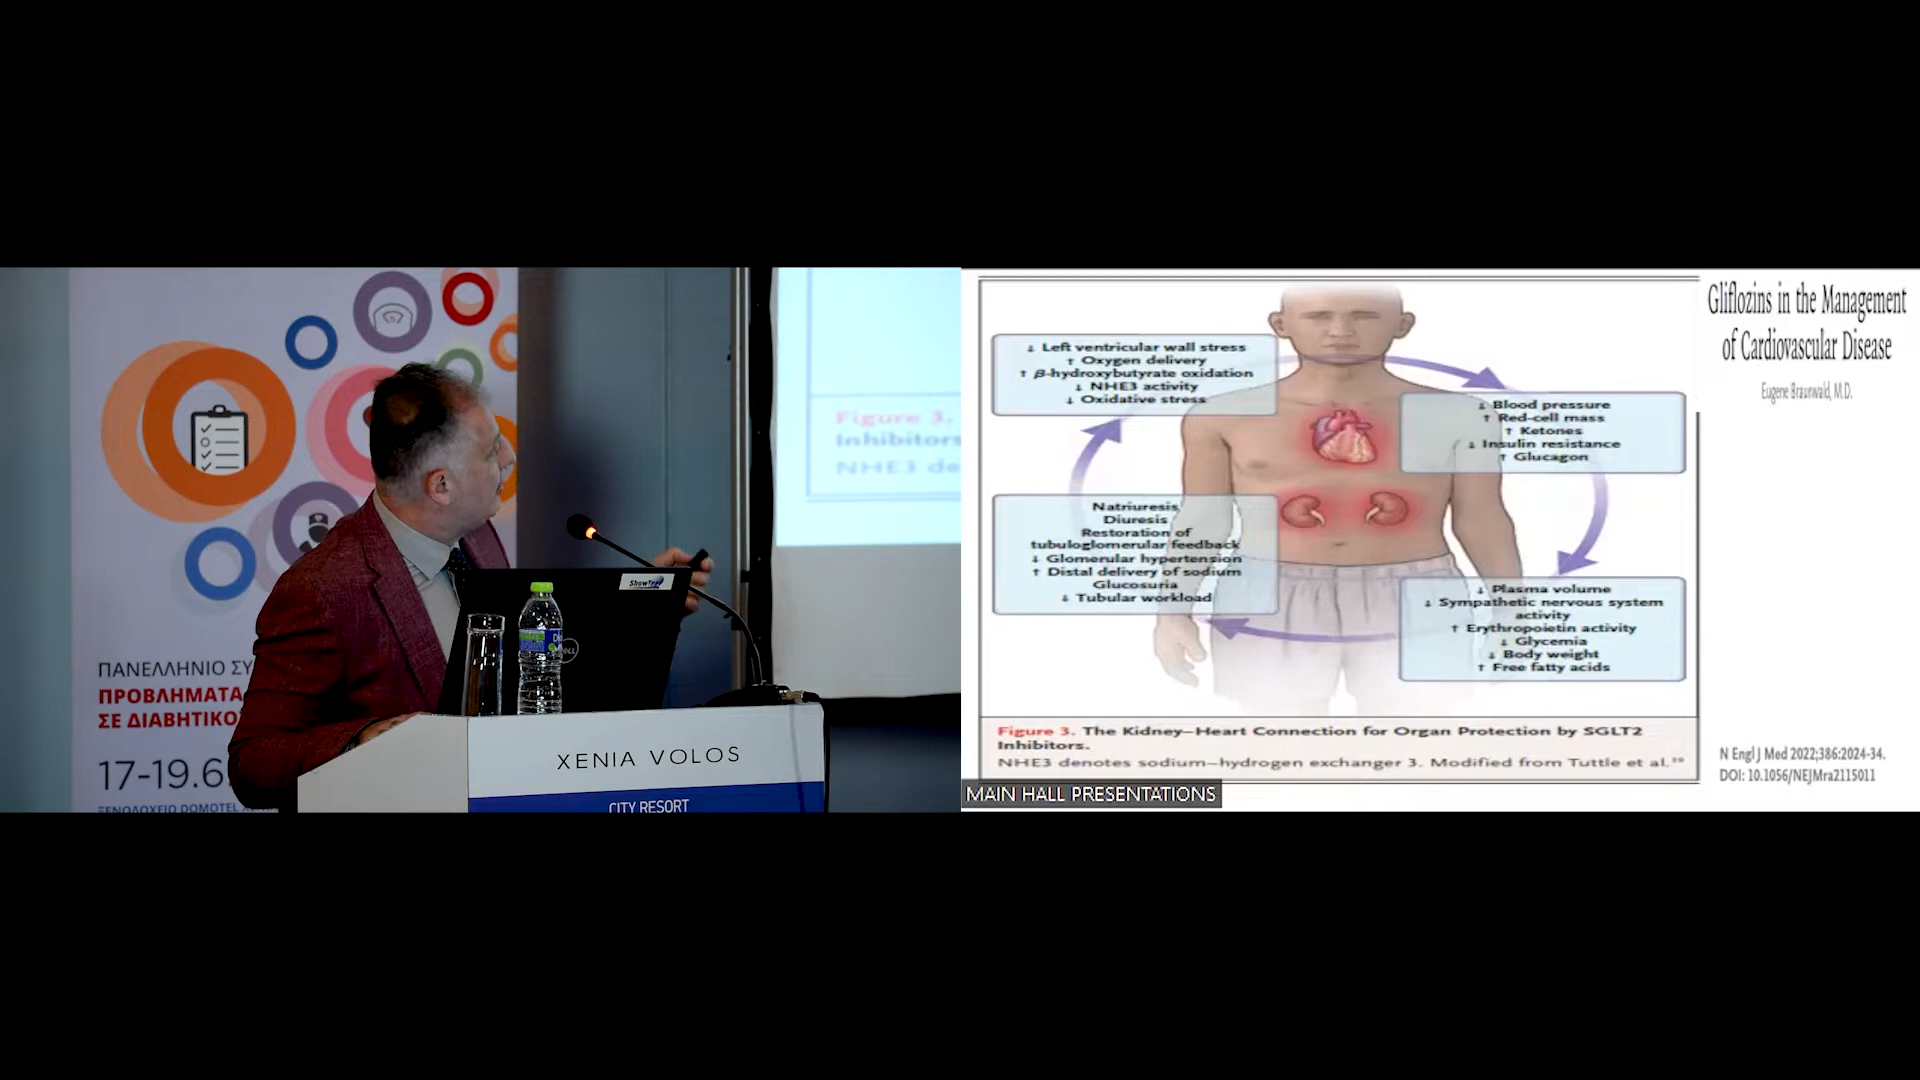 ΠΑΝΕΛΛΗΝΙΟ ΣΥ
ΠΡΟΒΛΗΜΑΤΑ
ΣΕ ΔΙΑΒΗΤΙΚΟ
17-19.6
ΞΕΝΟΔΟΧΕΙΟ DOMOTEL
XENIA VOLOS
CITY RESORT
Figure 3.
Inhibitors
NHE3 de
↓ Left ventricular wall stress
↑ Oxygen delivery
↑ β-hydroxybutyrate oxidation
↓ NHE3 activity
↓ Oxidative stress
↓ Blood pressure
↑ Red-cell mass
↑ Ketones
↓ Insulin resistance
↑ Glucagon
Natriuresis
Diuresis
Restoration of
tubuloglomerular feedback
↓ Glomerular hypertension
↑ Distal delivery of sodium
Glucosuria
↓ Tubular workload
↓ Plasma volume
↓ Sympathetic nervous system
activity
↑ Erythropoietin activity
↓ Glycemia
↓ Body weight
↑ Free fatty acids
Figure 3. The Kidney–Heart Connection for Organ Protection by SGLT2
Inhibitors.
NHE3 denotes sodium–hydrogen exchanger 3. Modified from Tuttle et al.
MAIN HALL PRESENTATIONS
Gliflozins in the Management
of Cardiovascular Disease
Eugene Braunwald, M.D.
N Engl J Med 2022;386:2024-34.
DOI: 10.1056/NEJMra2115011